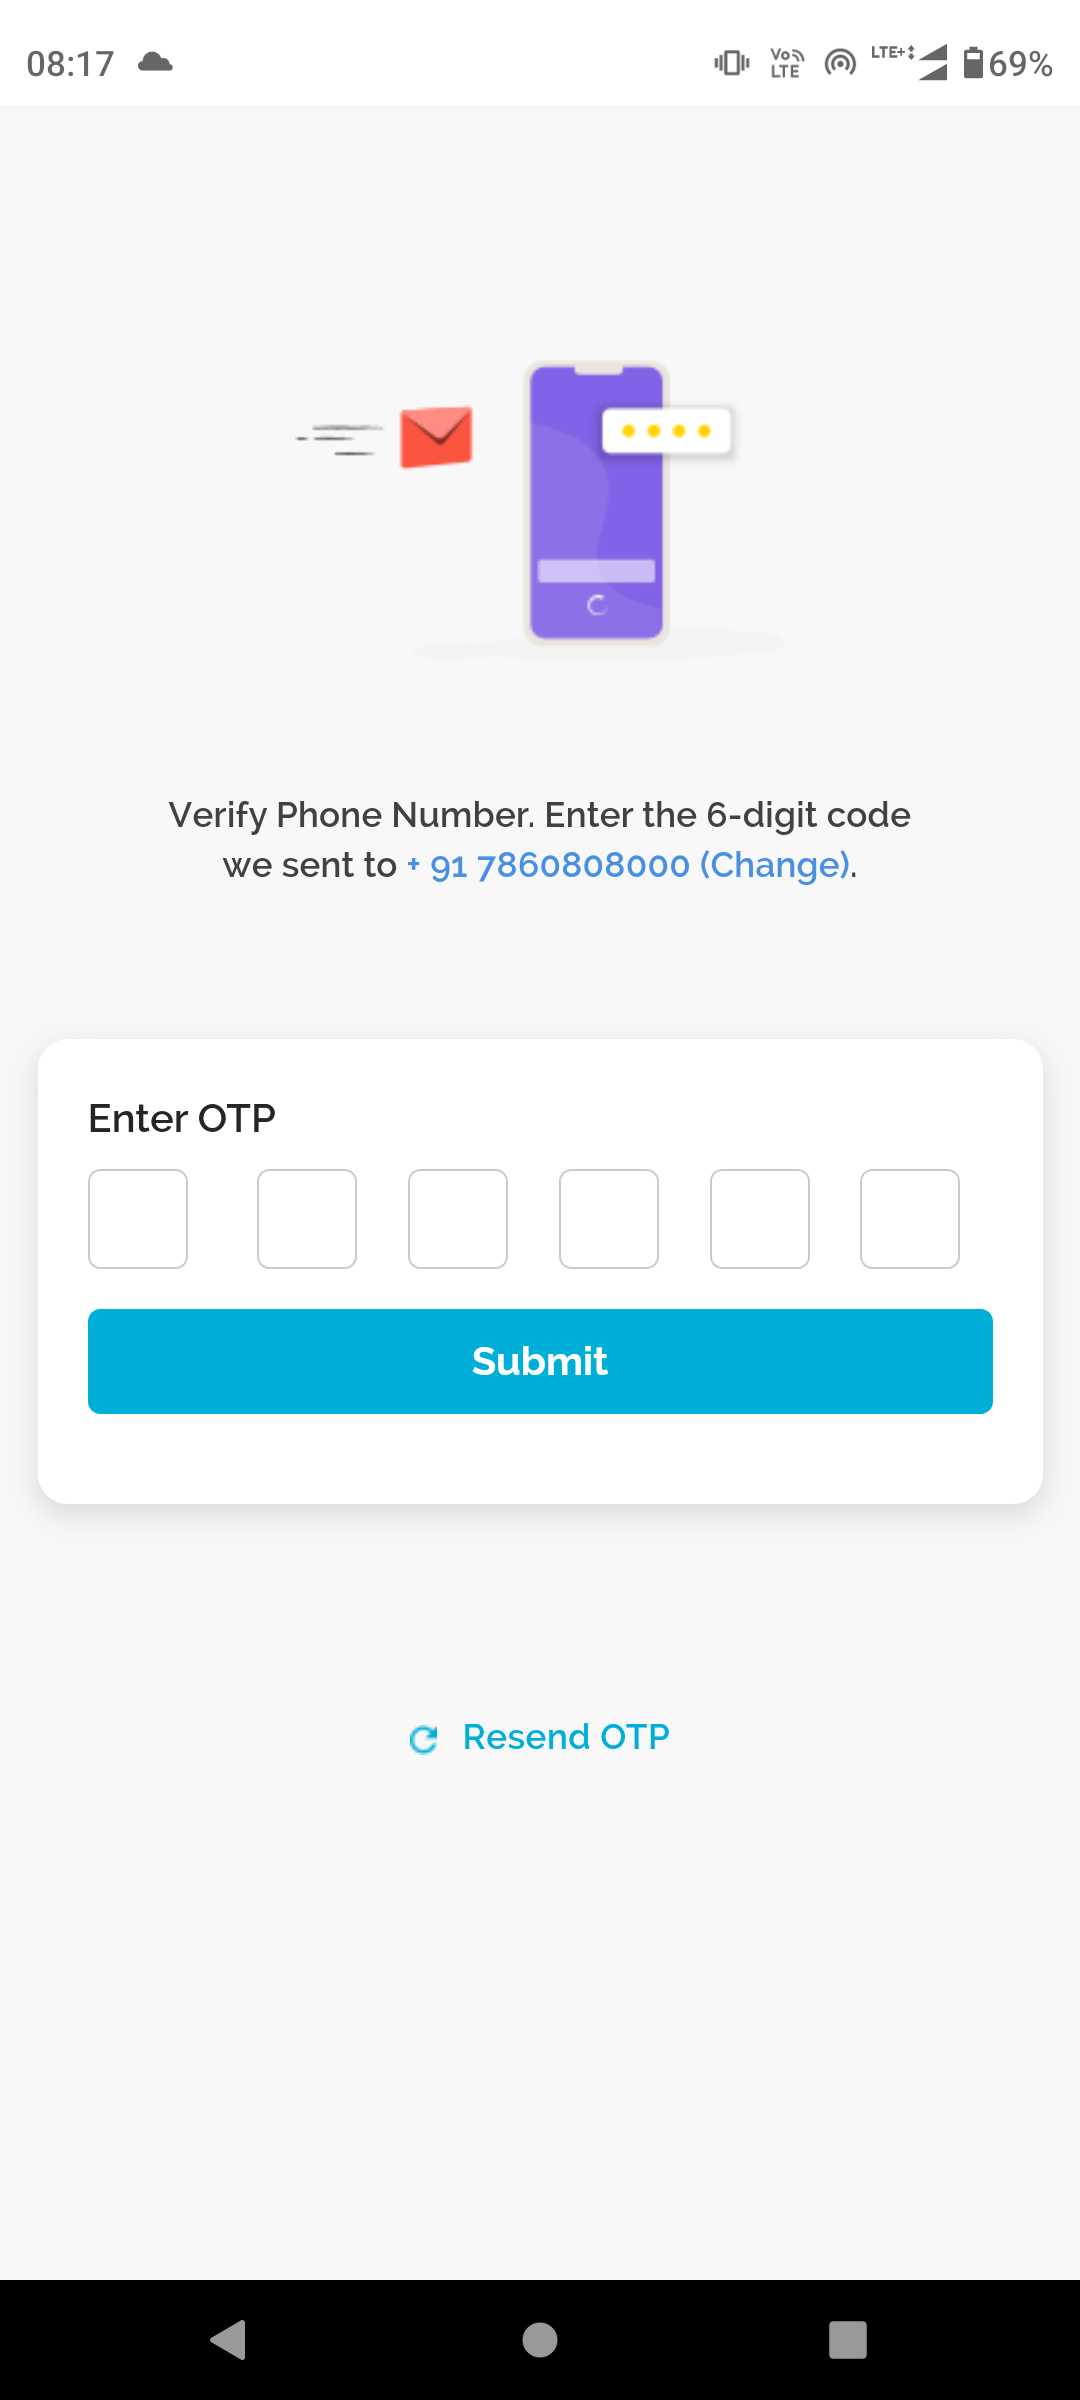 08:17
Vo LTE
LTE+
69%
Verify Phone Number. Enter the 6-digit code
we sent to + 91 7860808000 (Change).
Enter OTP
Submit
Resend OTP